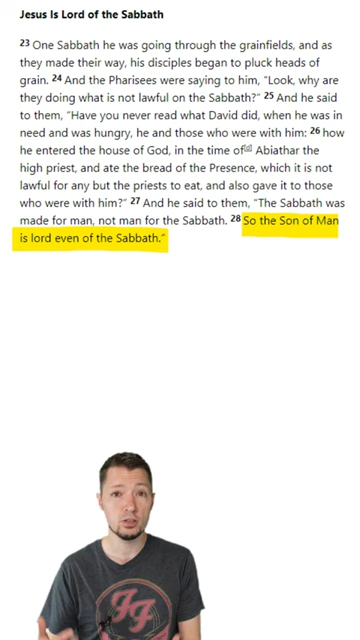 Jesus Is Lord of the Sabbath
23 One Sabbath he was going through the grainfields, and as
they made their way, his disciples began to pluck heads of
grain. 24 And the Pharisees were saying to him, “Look, why are
they doing what is not lawful on the Sabbath?” 25 And he said
to them, “Have you never read what David did, when he was in
need and was hungry, he and those who were with him: 26 how
he entered the house of God, in the time of[d] Abiathar the
high priest, and ate the bread of the Presence, which it is not
lawful for any but the priests to eat, and also gave it to those
who were with him?” 27 And he said to them, “The Sabbath was
made for man, not man for the Sabbath. 28 So the Son of Man
is lord even of the Sabbath.”
FF